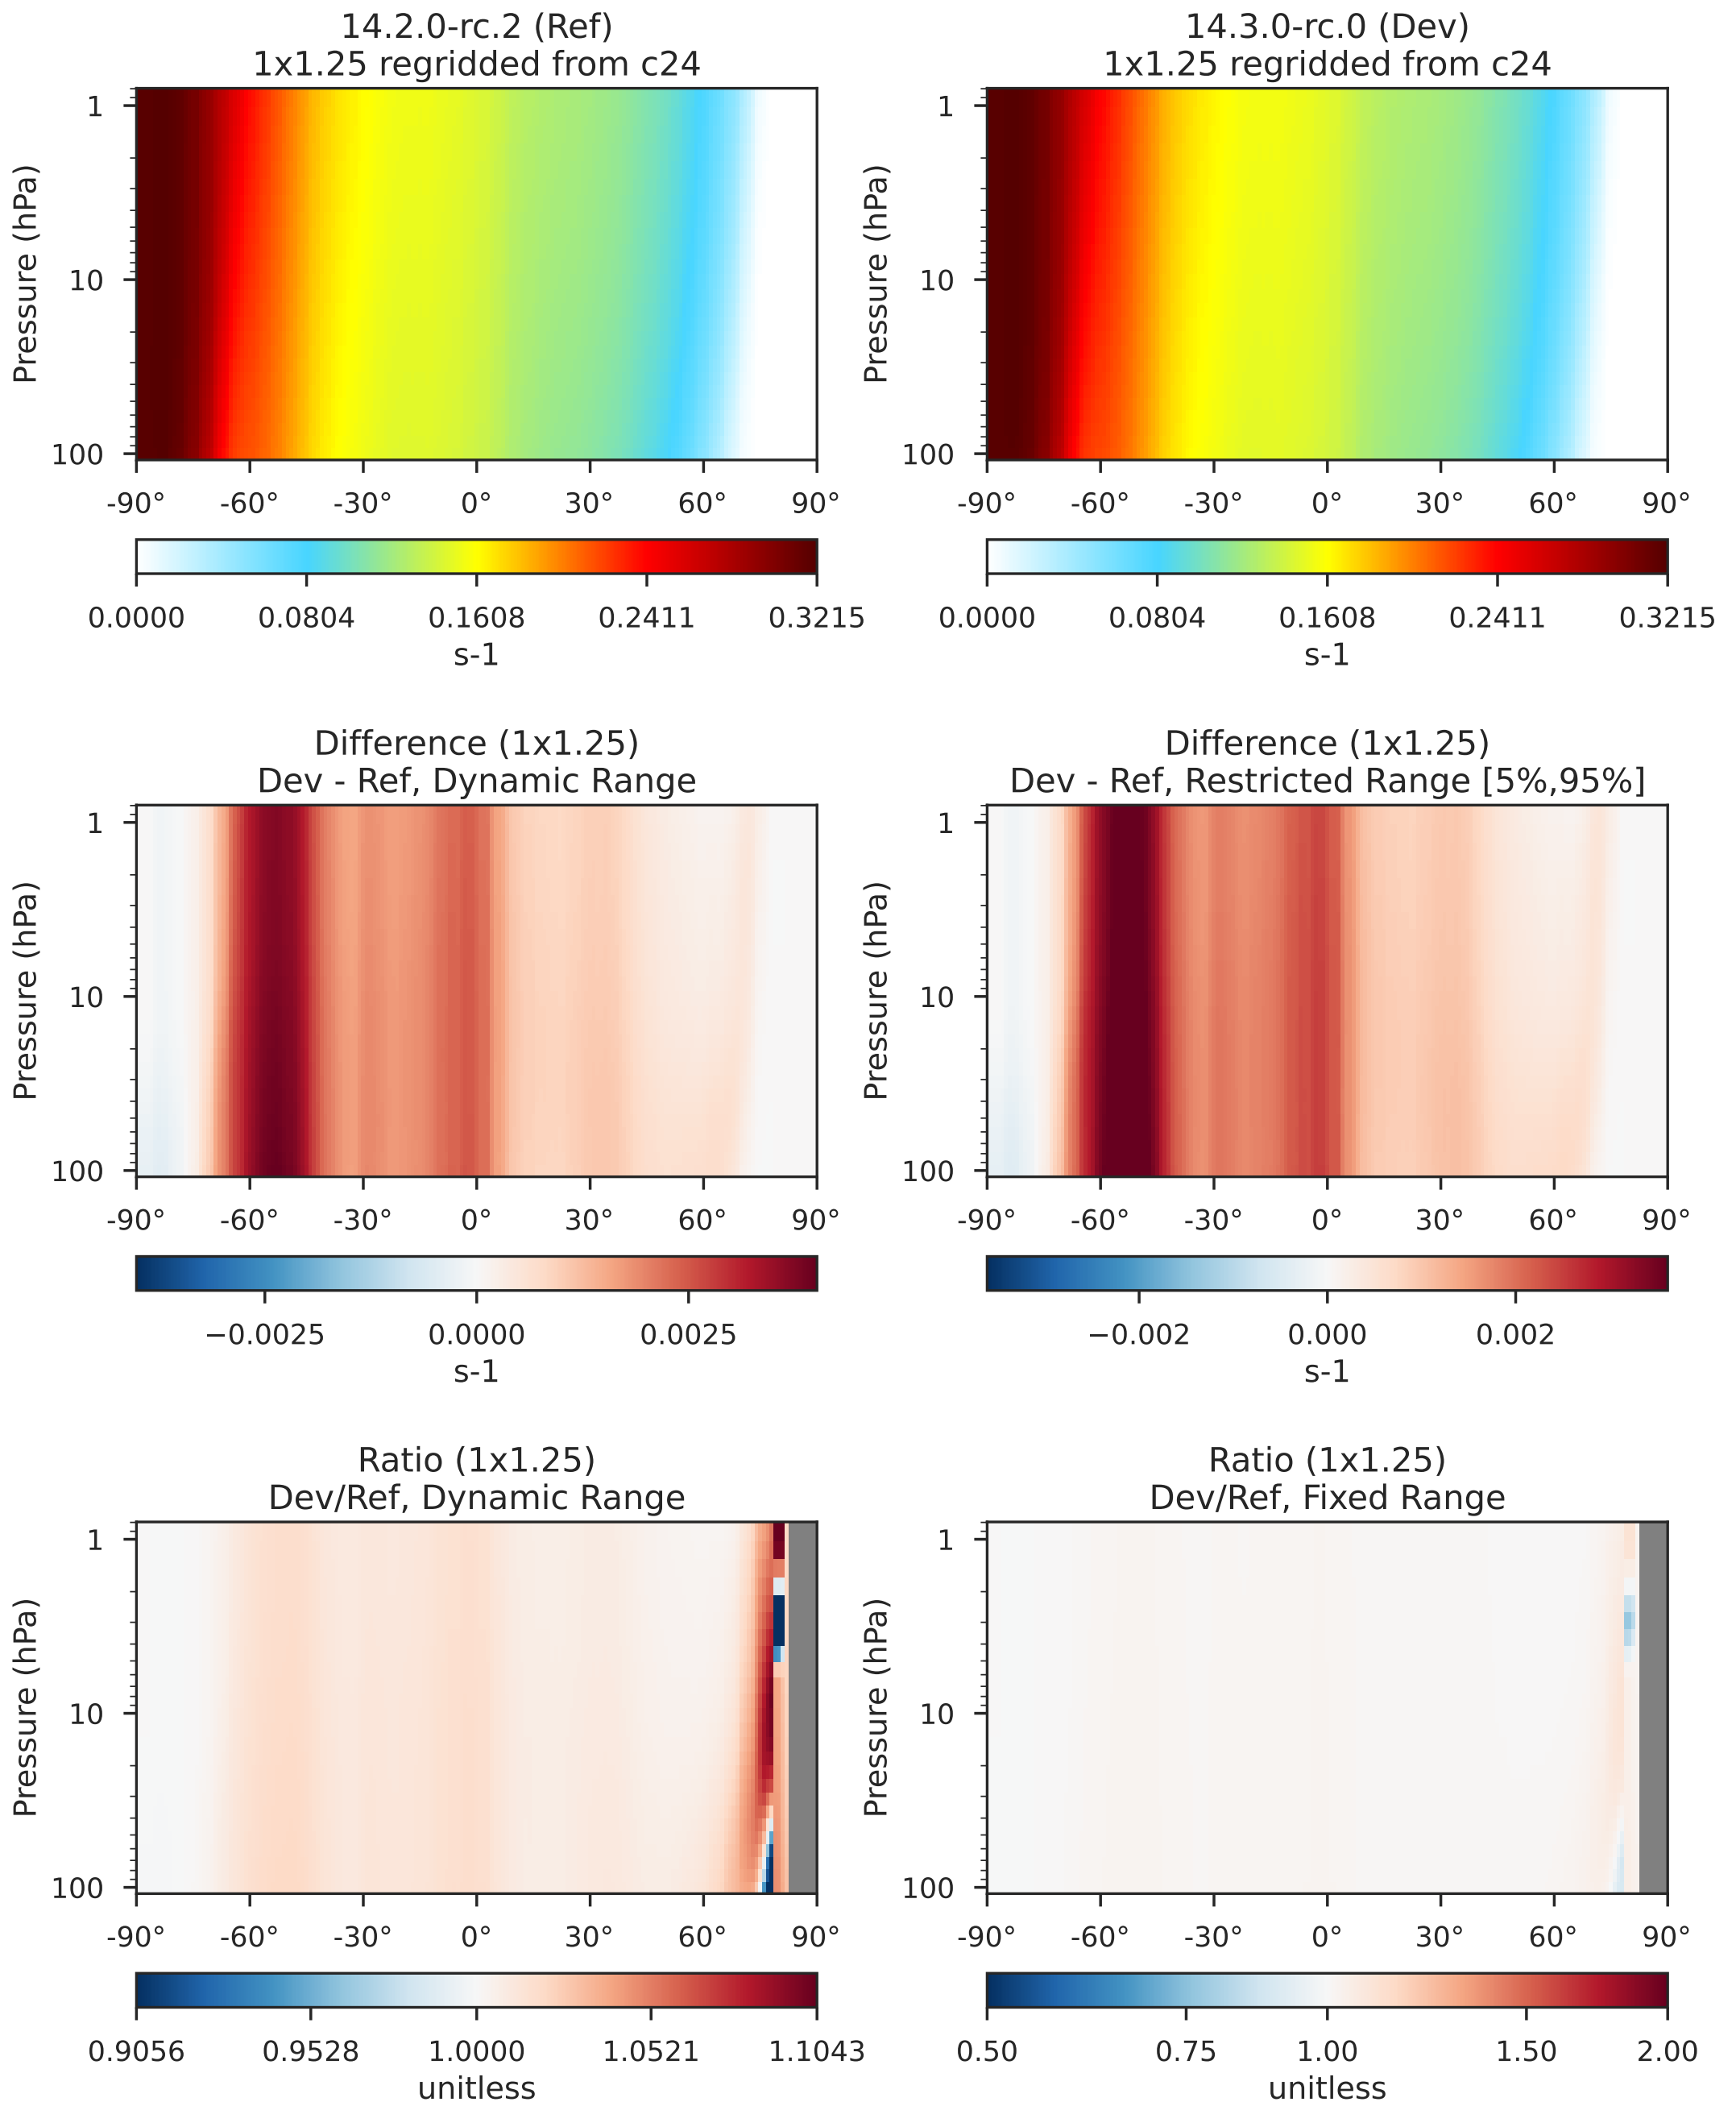 14.2.0-rc.2 (Ref)
1x1.25 regridded from c24
Pressure (hPa)
1
10
100
-90° -60° -30° 0° 30° 60° 90°
0.0000 0.0804 0.1608 0.2411 0.3215
s-1
14.3.0-rc.0 (Dev)
1x1.25 regridded from c24
Pressure (hPa)
1
10
100
-90° -60° -30° 0° 30° 60° 90°
0.0000 0.0804 0.1608 0.2411 0.3215
s-1
Difference (1x1.25)
Dev - Ref, Dynamic Range
Pressure (hPa)
1
10
100
-90° -60° -30° 0° 30° 60° 90°
−0.0025 0.0000 0.0025
s-1
Difference (1x1.25)
Dev - Ref, Restricted Range [5%,95%]
Pressure (hPa)
1
10
100
-90° -60° -30° 0° 30° 60° 90°
−0.002 0.000 0.002
s-1
Ratio (1x1.25)
Dev/Ref, Dynamic Range
Pressure (hPa)
1
10
100
-90° -60° -30° 0° 30° 60° 90°
0.9056 0.9528 1.0000 1.0521 1.1043
unitless
Ratio (1x1.25)
Dev/Ref, Fixed Range
Pressure (hPa)
1
10
100
-90° -60° -30° 0° 30° 60° 90°
0.50 0.75 1.00 1.50 2.00
unitless